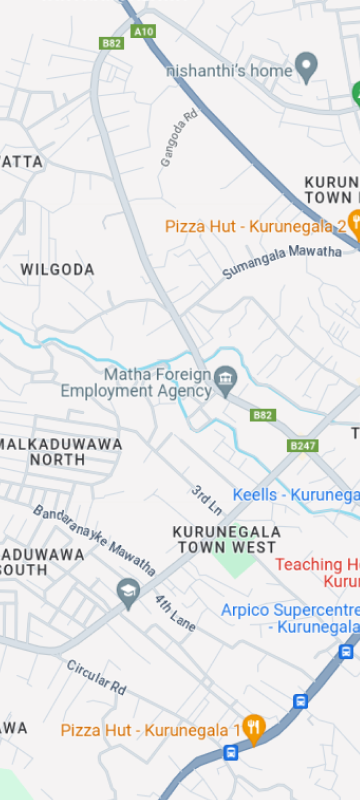 A10
B82
nishanthi's home
Gangoda Rd
ATTA
KURUN
TOWN
Pizza Hut - Kurunegala 2
Sumangala Mawatha
WILGODA
Matha Foreign
Employment Agency
B82
B247
T
MALKADUWAWA
NORTH
3rd Ln
Keells - Kurunega
Bandaranayke Mawatha
KURUNEGALA
TOWN WEST
ADUWAWA
SOUTH
Teaching Ho
Kurun
4th Lane
Arpico Supercentre
- Kurunegala
Circular Rd
AWA
Pizza Hut - Kurunegala 1